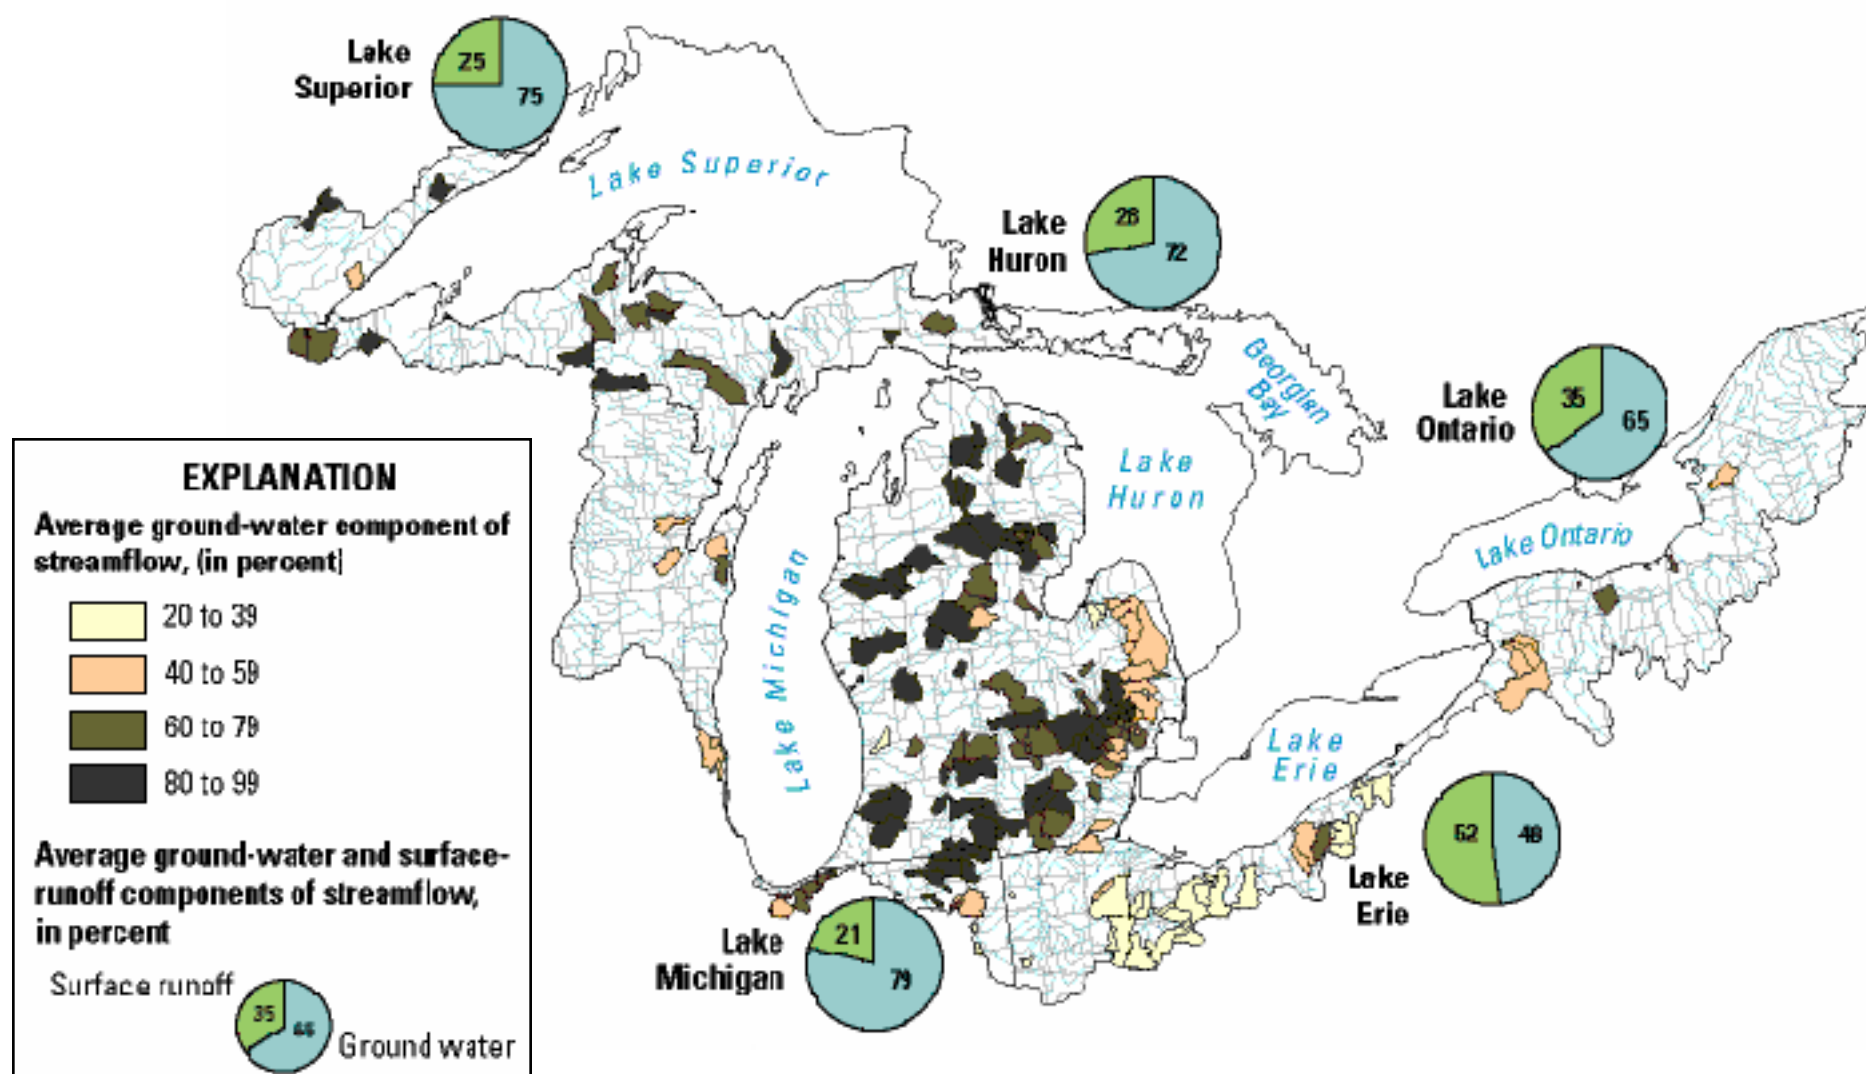 Lake
Superior
25
75
Lake Superior
Lake
Huron
28
72
Georgian
Bay
Lake
Huron
Lake
Ontario
35
65
Lake Ontario
EXPLANATION
Average ground-water component of
streamflow, (in percent)
20 to 39
40 to 59
60 to 79
80 to 99
Average ground-water and surface-
runoff components of streamflow,
in percent
Surface runoff
35
Ground water
Lake Michigan
Lake
Erie
52
48
Lake
Erie
Lake
Michigan
21
79